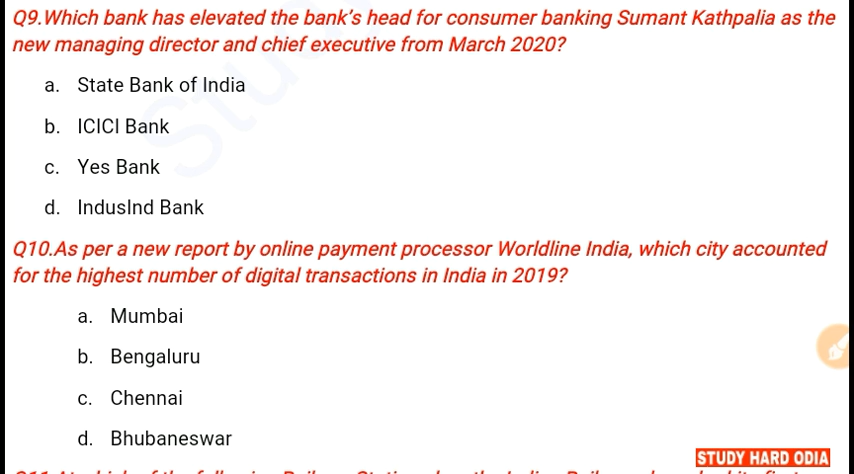 Q9.Which bank has elevated the bank's head for consumer banking Sumant Kathpalia as the
new managing director and chief executive from March 2020?
a. State Bank of India
b. ICICI Bank
c. Yes Bank
d. IndusInd Bank
Q10.As per a new report by online payment processor Worldline India, which city accounted
for the highest number of digital transactions in India in 2019?
a. Mumbai
b. Bengaluru
c. Chennai
d. Bhubaneswar
STUDY HARD ODIA